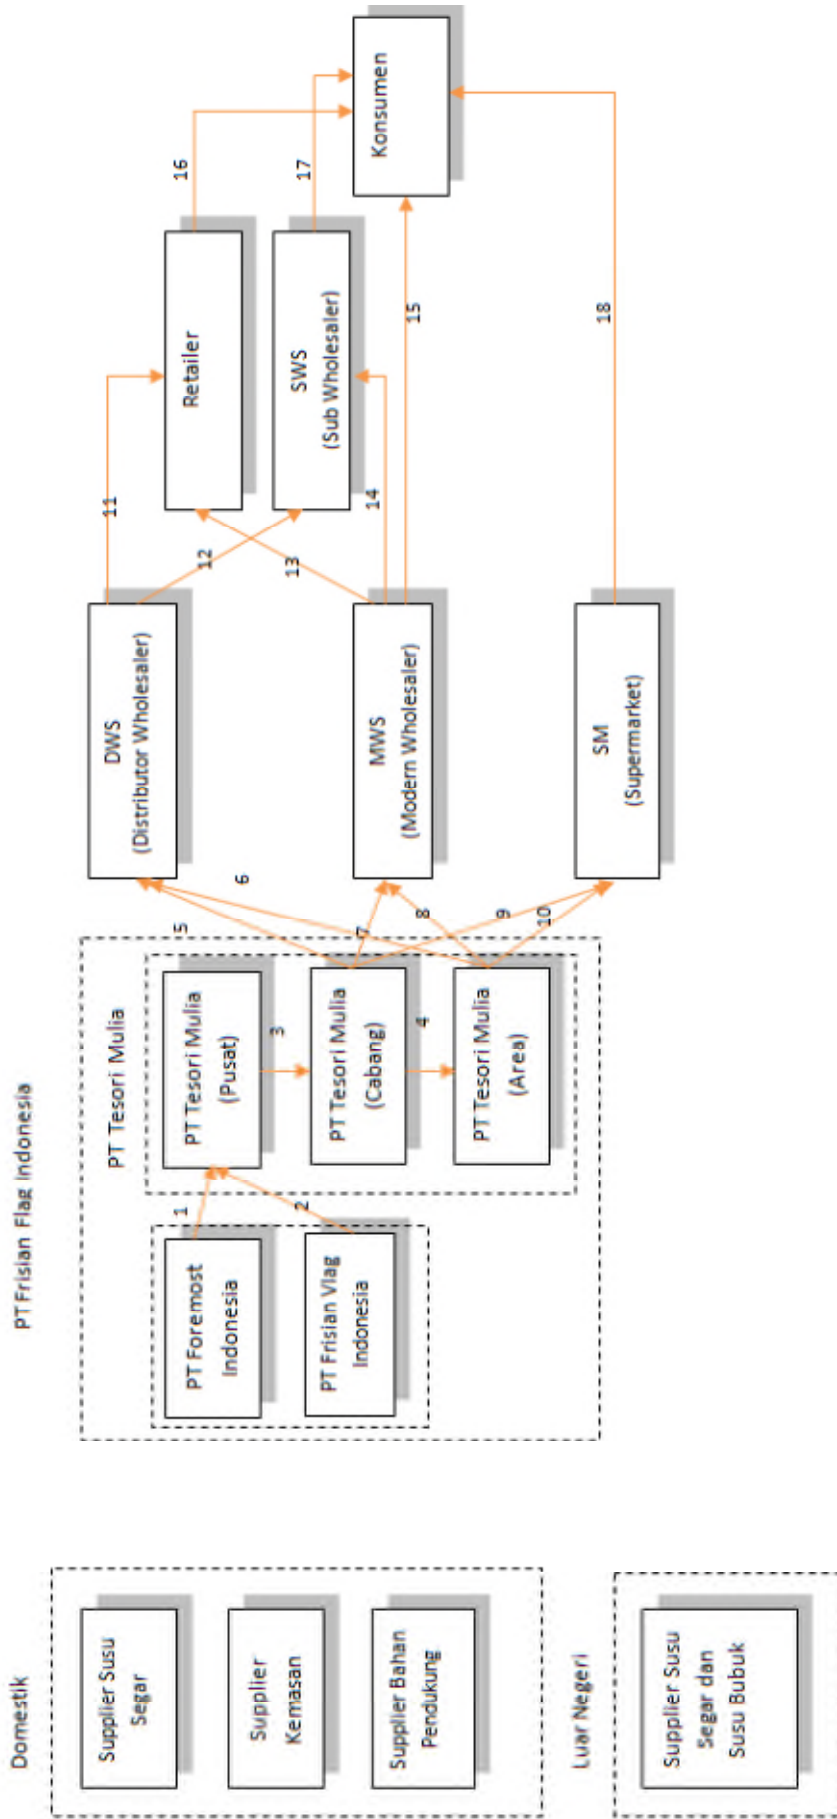 Domestik
Supplier Susu
Segar
Supplier
Kemasan
Supplier Bahan
Pendukung
Luar Negeri
Supplier Susu
Segar dan
Susu Bubuk
PT Frisian Flag Indonesia
PT Foremost
Indonesia
PT Frisian Vlag
Indonesia
1
2
PT Tesori Mulia
PT Tesori Mulia
(Pusat)
3
PT Tesori Mulia
(Cabang)
4
PT Tesori Mulia
(Area)
5
6
7
8
9
10
DWS
(Distributor Wholesaler)
MWS
(Modern Wholesaler)
SM
(Supermarket)
11
12
13
14
15
Retailer
SWS
(Sub Wholesaler)
16
17
18
Konsumen